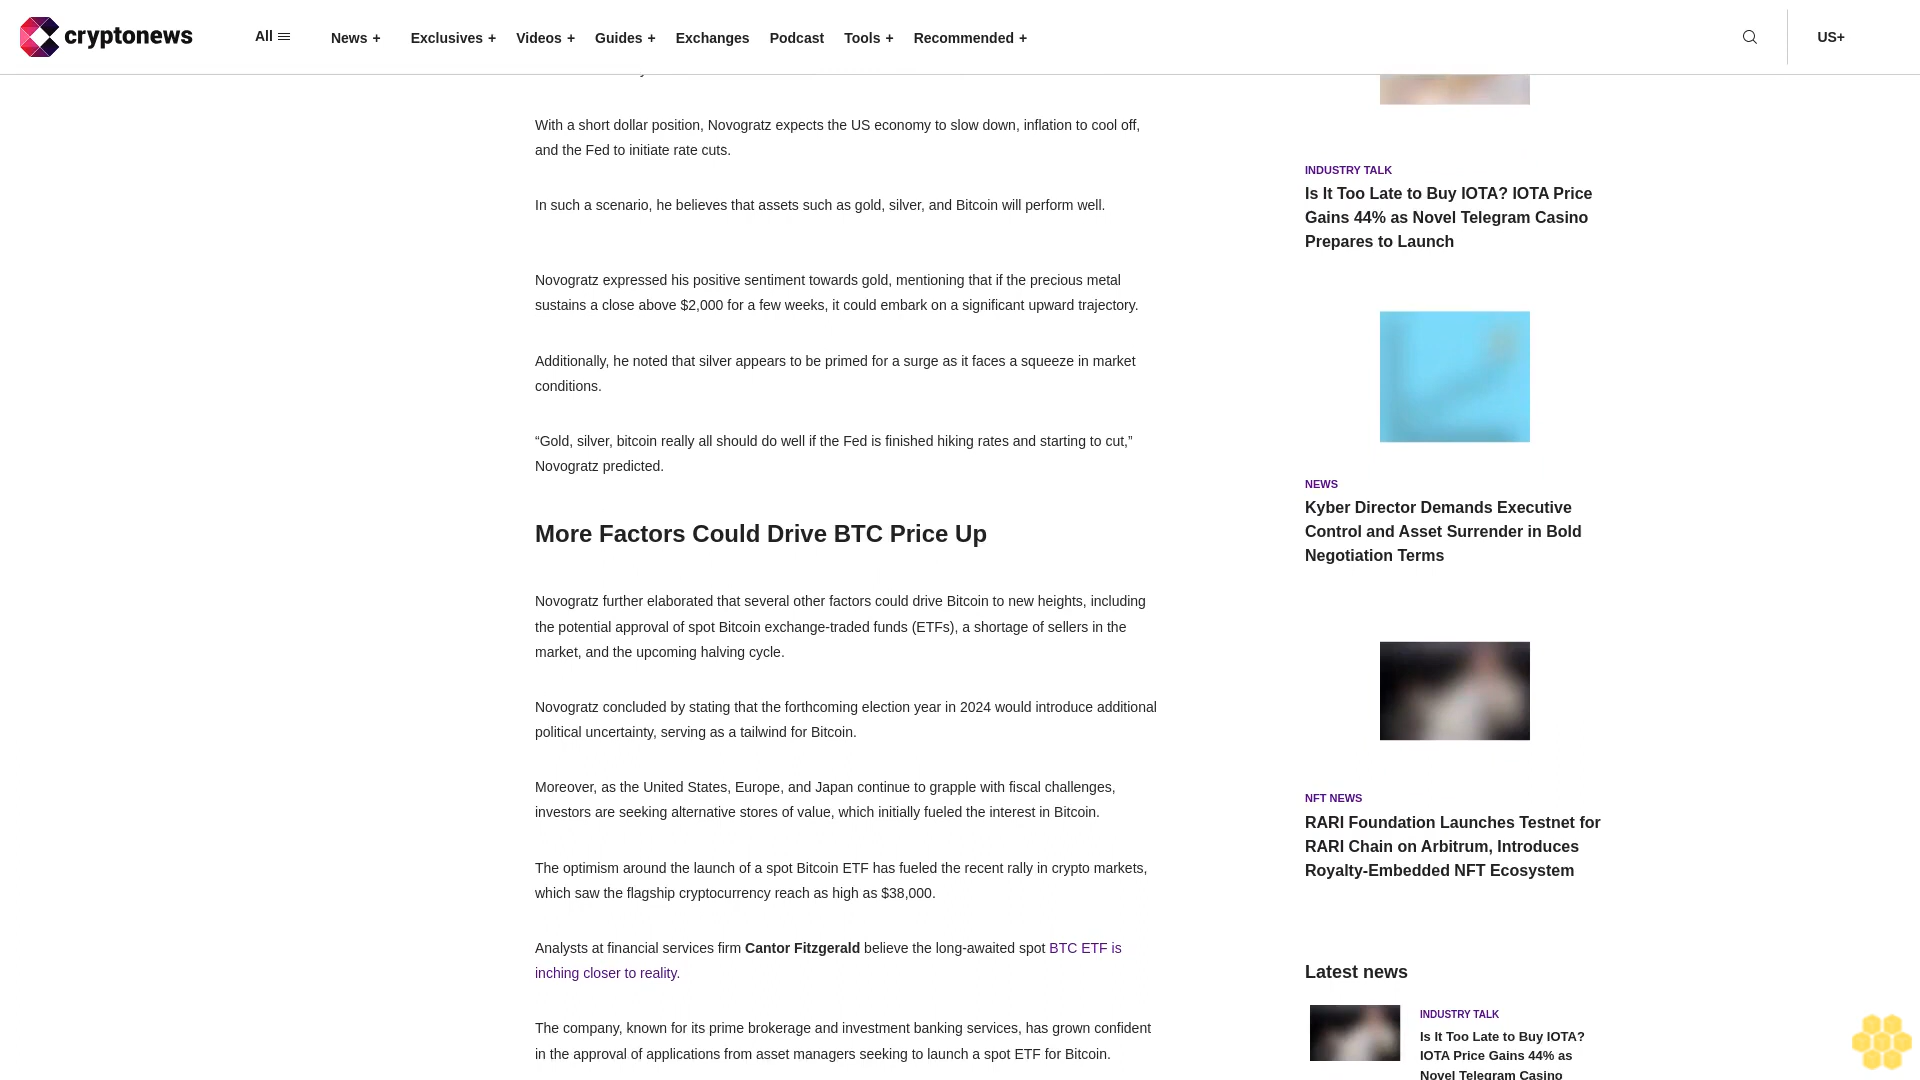 cryptonews
All
News +
Exclusives +
Videos +
Guides +
Exchanges
Podcast
Tools +
Recommended +
US+
With a short dollar position, Novogratz expects the US economy to slow down, inflation to cool off,
and the Fed to initiate rate cuts.
In such a scenario, he believes that assets such as gold, silver, and Bitcoin will perform well.
Novogratz expressed his positive sentiment towards gold, mentioning that if the precious metal
sustains a close above $2,000 for a few weeks, it could embark on a significant upward trajectory.
Additionally, he noted that silver appears to be primed for a surge as it faces a squeeze in market
conditions.
“Gold, silver, bitcoin really all should do well if the Fed is finished hiking rates and starting to cut,”
Novogratz predicted.
More Factors Could Drive BTC Price Up
Novogratz further elaborated that several other factors could drive Bitcoin to new heights, including
the potential approval of spot Bitcoin exchange-traded funds (ETFs), a shortage of sellers in the
market, and the upcoming halving cycle.
Novogratz concluded by stating that the forthcoming election year in 2024 would introduce additional
political uncertainty, serving as a tailwind for Bitcoin.
Moreover, as the United States, Europe, and Japan continue to grapple with fiscal challenges,
investors are seeking alternative stores of value, which initially fueled the interest in Bitcoin.
The optimism around the launch of a spot Bitcoin ETF has fueled the recent rally in crypto markets,
which saw the flagship cryptocurrency reach as high as $38,000.
Analysts at financial services firm Cantor Fitzgerald believe the long-awaited spot BTC ETF is
inching closer to reality.
The company, known for its prime brokerage and investment banking services, has grown confident
in the approval of applications from asset managers seeking to launch a spot ETF for Bitcoin.
INDUSTRY TALK
Is It Too Late to Buy IOTA? IOTA Price
Gains 44% as Novel Telegram Casino
Prepares to Launch
NEWS
Kyber Director Demands Executive
Control and Asset Surrender in Bold
Negotiation Terms
NFT NEWS
RARI Foundation Launches Testnet for
RARI Chain on Arbitrum, Introduces
Royalty-Embedded NFT Ecosystem
Latest news
INDUSTRY TALK
Is It Too Late to Buy IOTA?
IOTA Price Gains 44% as
Novel Telegram Casino